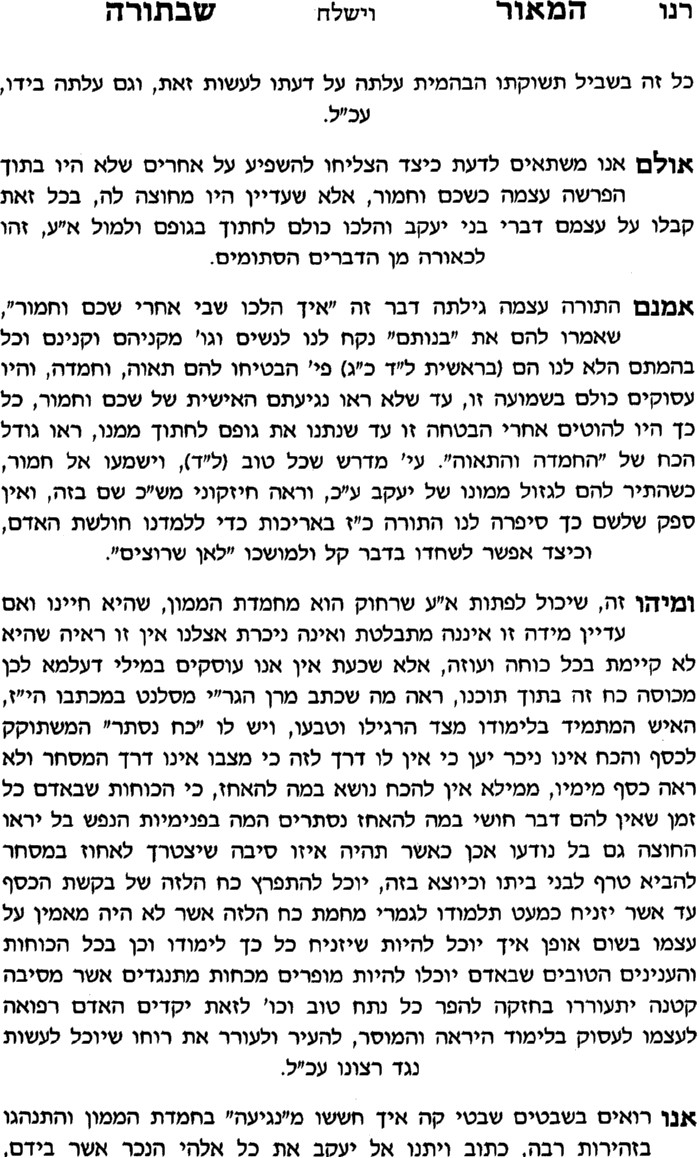 רנו המאור וישלח שבתורה
כל זה בשביל תשוקתו הבהמית עלתה על דעתו לעשות זאת, וגם עלתה בידו,
עכ"ל.
אולם אנו משתאים לדעת כיצד הצליחו להשפיע על אחרים שלא היו בתוך
הפרשה עצמה כשכם וחמור, אלא שעדיין היו מחוצה לה, בכל זאת
קבלו על עצמם דברי בני יעקב והלכו כולם לחתוך בגופם ולמול א"ע, זהו
לכאורה מן הדברים הסתומים.
אמנם התורה עצמה גילתה דבר זה "איך הלכו שבי אחרי שכם וחמור",
שאמרו להם את "בנותם" נקח לנו לנשים וגו' מקניהם וקנינם וכל
בהמתם הלא לנו הם (בראשית ל"ד כ"ג) פי' הבטיחו להם תאוה, וחמדה, והיו
עסוקים כולם בשמועה זו, עד שלא ראו נגיעתם האישית של שכם וחמור, כל
כך היו להוטים אחרי הבטחה זו עד שנתנו את גופם לחתוך ממנו, ראו גודל
הכח של "החמדה והתאוה". עי' מדרש שכל טוב (ל"ד), וישמעו אל חמור,
כשהתיר להם לגזול ממונו של יעקב ע"כ, וראה חיזקוני מש"כ שם בזה, ואין
ספק שלשם כך סיפרה לנו התורה כ"ז באריכות כדי ללמדנו חולשת האדם,
וכיצד אפשר לשחדו בדבר קל ולמושכו "לאן שרוצים".
ומיהו זה, שיכול לפתות א"ע שרחוק הוא מחמדת הממון, שהיא חיינו ואם
עדיין מידה זו איננה מתבלטת ואינה ניכרת אצלנו אין זו ראיה שהיא
לא קיימת בכל כוחה ועוזה, אלא שכעת אין אנו עוסקים במילי דעלמא לכן
מכוסה כח זה בתוך תוכנו, ראה מה שכתב מרן הגר"י מסלנט במכתבו הי"ז,
האיש המתמיד בלימודו מצד הרגילו וטבעו, ויש לו "כח נסתר" המשתוקק
לכסף והכח אינו ניכר יען כי אין לו דרך לזה כי מצבו אינו דרך המסחר ולא
ראה כסף מימיו, ממילא אין להכח נושא במה להאחז, כי הכוחות שבאדם כל
זמן שאין להם דבר חושי במה להאחז נסתרים המה בפנימיות הנפש בל יראו
החוצה גם בל נודעו אכן כאשר תהיה איזו סיבה שיצטרך לאחוז במסחר
להביא טרף לבני ביתו וכיוצא בזה, יוכל להתפרץ כח הלזה של בקשת הכסף
עד אשר יזניח כמעט תלמודו לגמרי מחמת כח הלזה אשר לא היה מאמין על
עצמו בשום אופן איך יוכל להיות שיזניח כל כך לימודו וכן בכל הכוחות
והענינים הטובים שבאדם יוכלו להיות מופרים מכחות מתנגדים אשר מסיבה
קטנה יתעוררו בחזקה להפר כל נתח טוב וכו' לזאת יקדים האדם רפואה
לעצמו לעסוק בלימוד היראה והמוסר, להעיר ולעורר את רוחו שיוכל לעשות
נגד רצונו עכ"ל.
אנו רואים בשבטים שבטי קה איך חששו מ"נגיעה" בחמדת הממון והתנהגו
בזהירות רבה, כתוב ויתנו אל יעקב את כל אלהי הנכר אשר בידם,